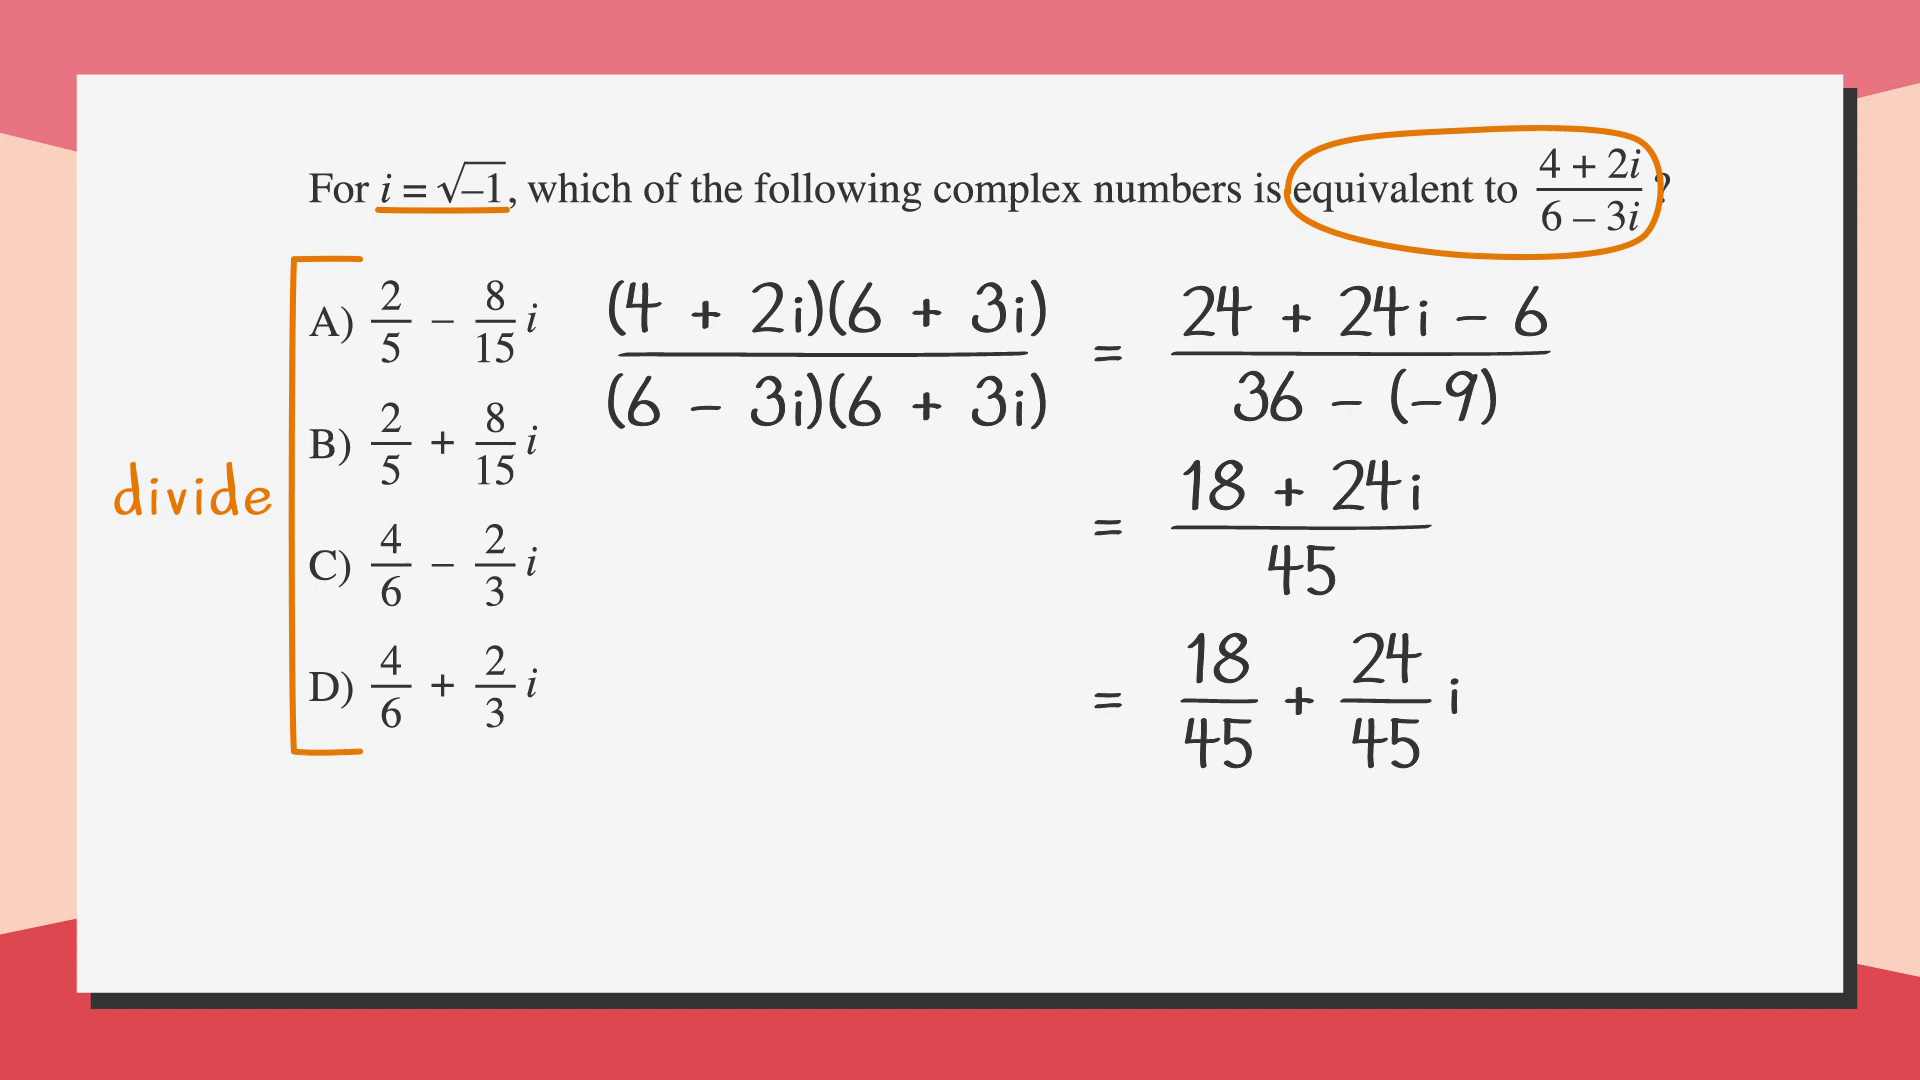 For i = √–1, which of the following complex numbers is equivalent to (4 + 2i)/(6 – 3i) ?
A) 2/5 – 8/15 i
B) 2/5 + 8/15 i
C) 4/6 – 2/3 i
D) 4/6 + 2/3 i
divide
(4 + 2i)(6 + 3i)
(6 – 3i)(6 + 3i)
= 24 + 24i – 6
36 – (–9)
= 18 + 24i
45
= 18/45 + 24/45 i